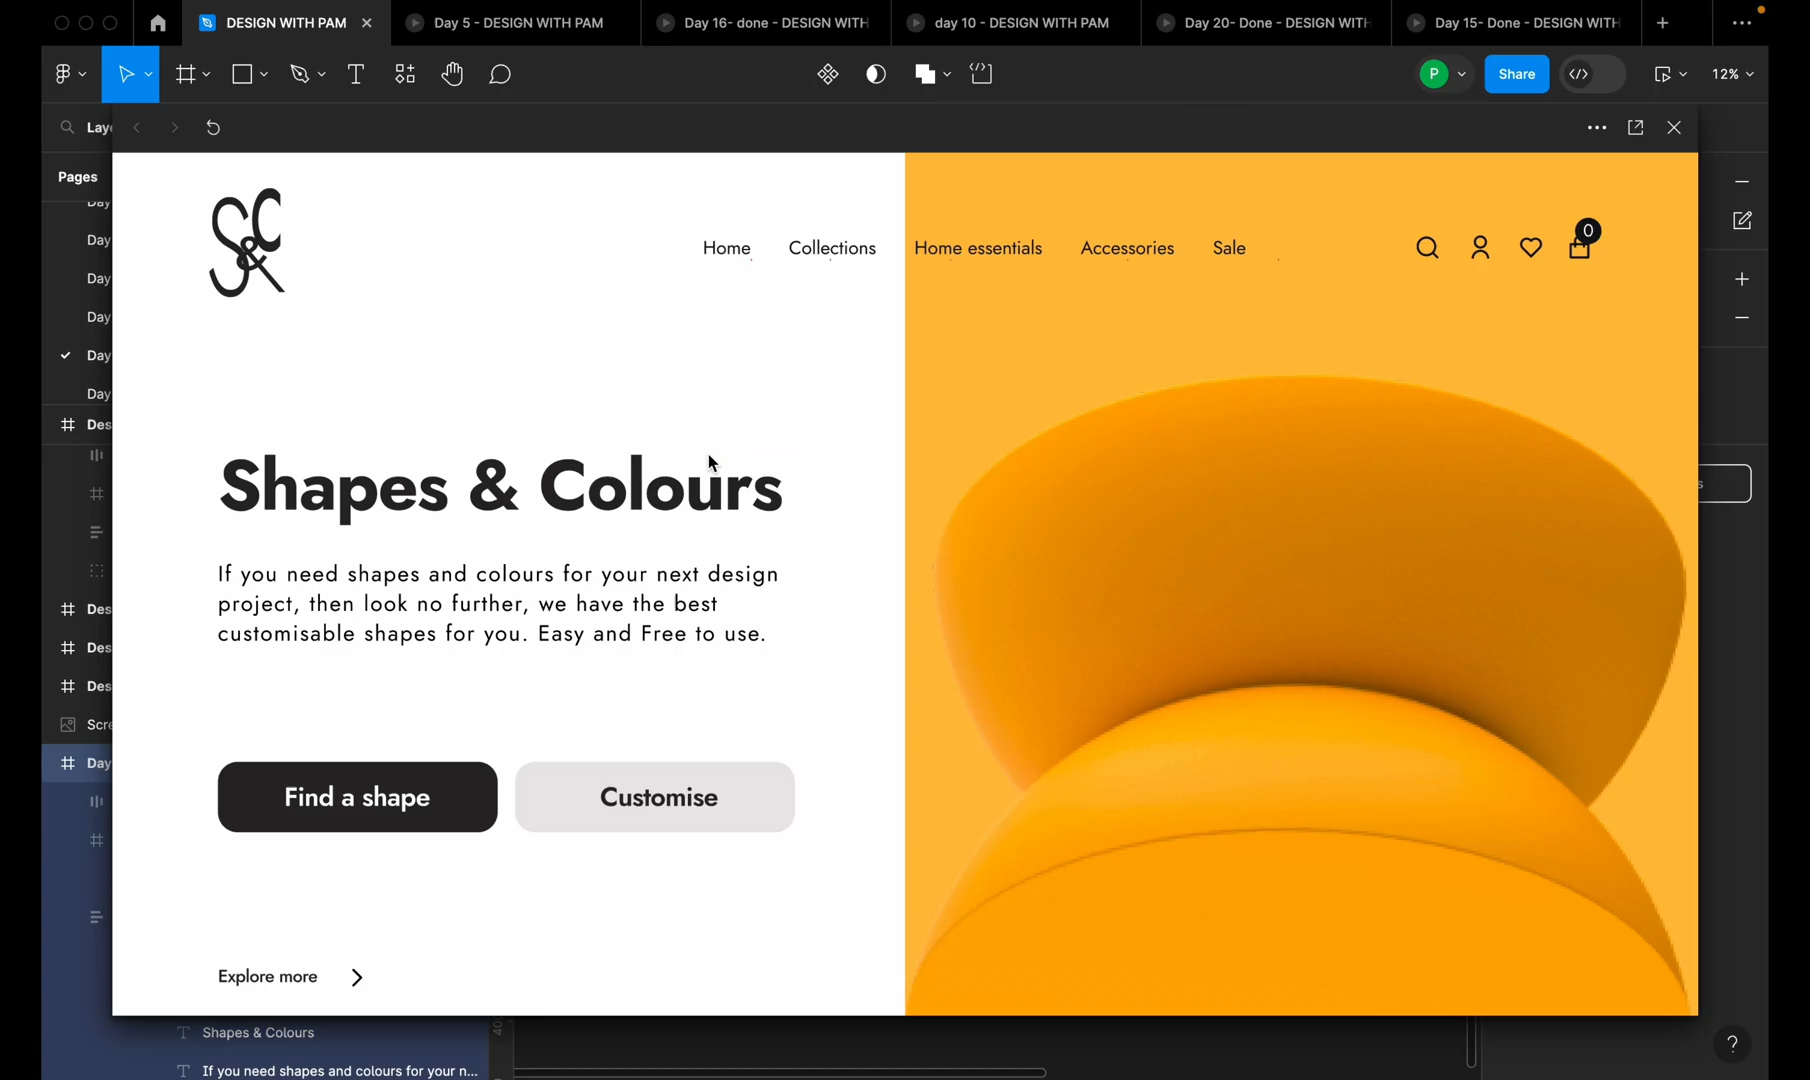 DESIGN WITH PAM
Day 5 - DESIGN WITH PAM
Day 16- done - DESIGN WITH
day 10 - DESIGN WITH PAM
Day 20- Done - DESIGN WITH
Day 15- Done - DESIGN WITH
P
Share
12%
Lay
Pages
Day
Day
Day
Day
Day
Day
Des
Des
Des
Des
Scre
Day
S&C
Home
Collections
Home essentials
Accessories
Sale
0
Shapes & Colours
If you need shapes and colours for your next design
project, then look no further, we have the best
customisable shapes for you. Easy and Free to use.
Find a shape
Customise
Explore more
s
Shapes & Colours
If you need shapes and colours for your n...
400
?